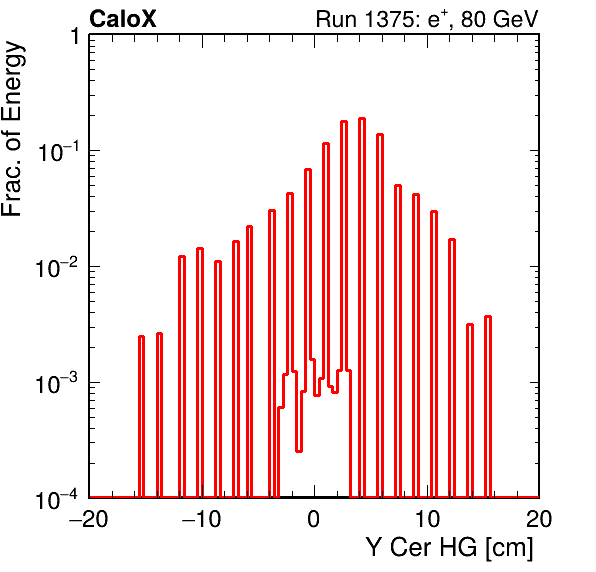 CaloX Run 1375: e⁺, 80 GeV
Frac. of Energy
1
10⁻¹
10⁻²
10⁻³
10⁻⁴
−20 −10 0 10 20
Y Cer HG [cm]